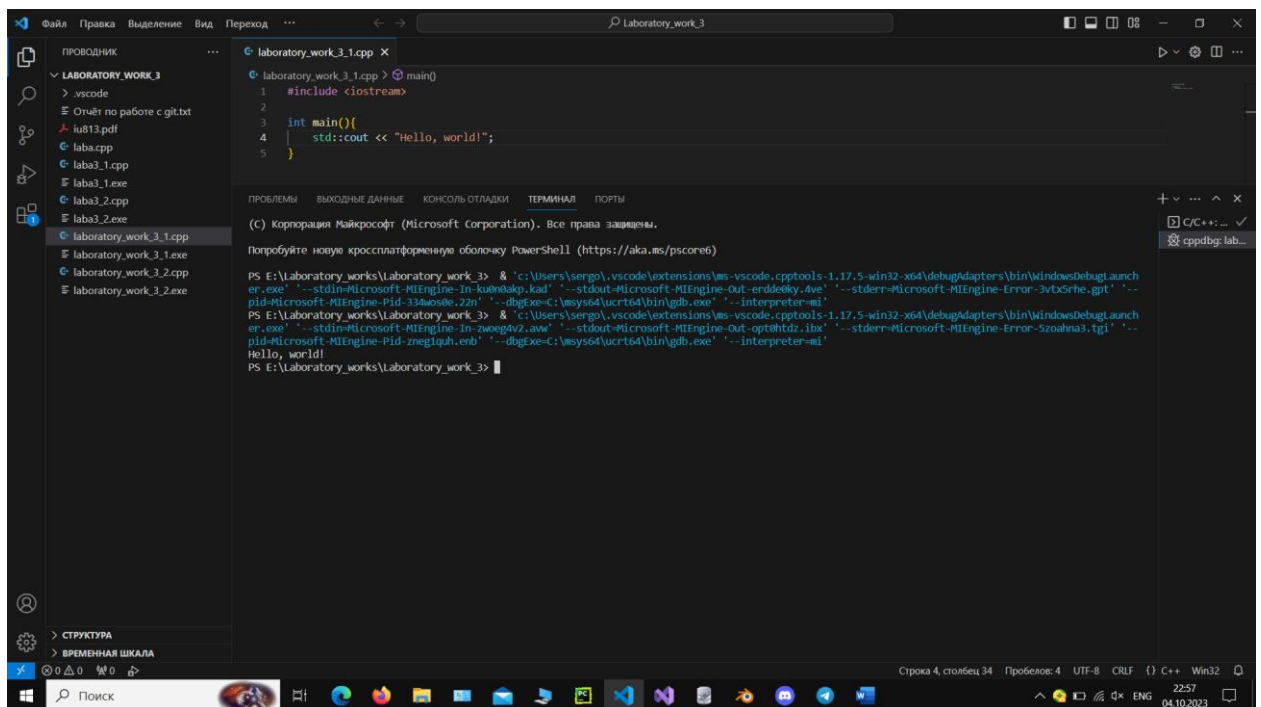 Файл Правка Выделение Вид Переход ··· Laboratory_work_3
ПРОВОДНИК ···
LABORATORY_WORK_3
.vscode
Отчёт по работе с git.txt
iu813.pdf
laba.cpp
laba3_1.cpp
laba3_1.exe
laba3_2.cpp
laba3_2.exe
laboratory_work_3_1.cpp
laboratory_work_3_1.exe
laboratory_work_3_2.cpp
laboratory_work_3_2.exe
СТРУКТУРА
ВРЕМЕННАЯ ШКАЛА
laboratory_work_3_1.cpp
laboratory_work_3_1.cpp > main()
1 #include <iostream>
2
3 int main(){
4 std::cout << "Hello, world!";
5 }
ПРОБЛЕМЫ ВЫХОДНЫЕ ДАННЫЕ КОНСОЛЬ ОТЛАДКИ ТЕРМИНАЛ ПОРТЫ
(C) Корпорация Майкрософт (Microsoft Corporation). Все права защищены.
Попробуйте новую кроссплатформенную оболочку PowerShell (https://aka.ms/pscore6)
PS E:\Laboratory_works\Laboratory_work_3> & 'c:\Users\sergo\.vscode\extensions\ms-vscode.cpptools-1.17.5-win32-x64\debugAdapters\bin\WindowsDebugLaunch
er.exe' '--stdin=Microsoft-MIEngine-In-ku0n0akp.kad' '--stdout=Microsoft-MIEngine-Out-erdde0ky.4ve' '--stderr=Microsoft-MIEngine-Error-3vtx5rhe.gpt' '--
pid=Microsoft-MIEngine-Pid-334wos0e.22n' '--dbgExe=C:\msys64\ucrt64\bin\gdb.exe' '--interpreter=mi'
PS E:\Laboratory_works\Laboratory_work_3> & 'c:\Users\sergo\.vscode\extensions\ms-vscode.cpptools-1.17.5-win32-x64\debugAdapters\bin\WindowsDebugLaunch
er.exe' '--stdin=Microsoft-MIEngine-In-zwoeg4v2.avw' '--stdout=Microsoft-MIEngine-Out-opt0htdz.ibx' '--stderr=Microsoft-MIEngine-Error-5zoahna3.tgi' '--
pid=Microsoft-MIEngine-Pid-zneg1quh.enb' '--dbgExe=C:\msys64\ucrt64\bin\gdb.exe' '--interpreter=mi'
Hello, world!
PS E:\Laboratory_works\Laboratory_work_3>
C/C++: ...
cppdbg: lab...
0 0 0 Строка 4, столбец 34 Пробелов: 4 UTF-8 CRLF {} C++ Win32
Поиск ENG 22:57
04.10.2023